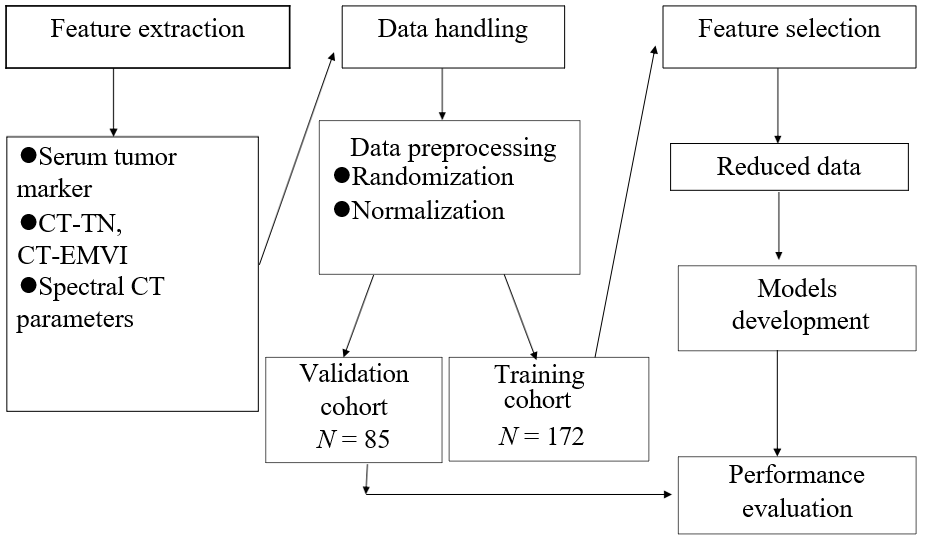 Feature extraction
●Serum tumor
marker
●CT-TN,
CT-EMVI
●Spectral CT
parameters
Data handling
Data preprocessing
●Randomization
●Normalization
Validation
cohort
N = 85
Training
cohort
N = 172
Feature selection
Reduced data
Models
development
Performance
evaluation